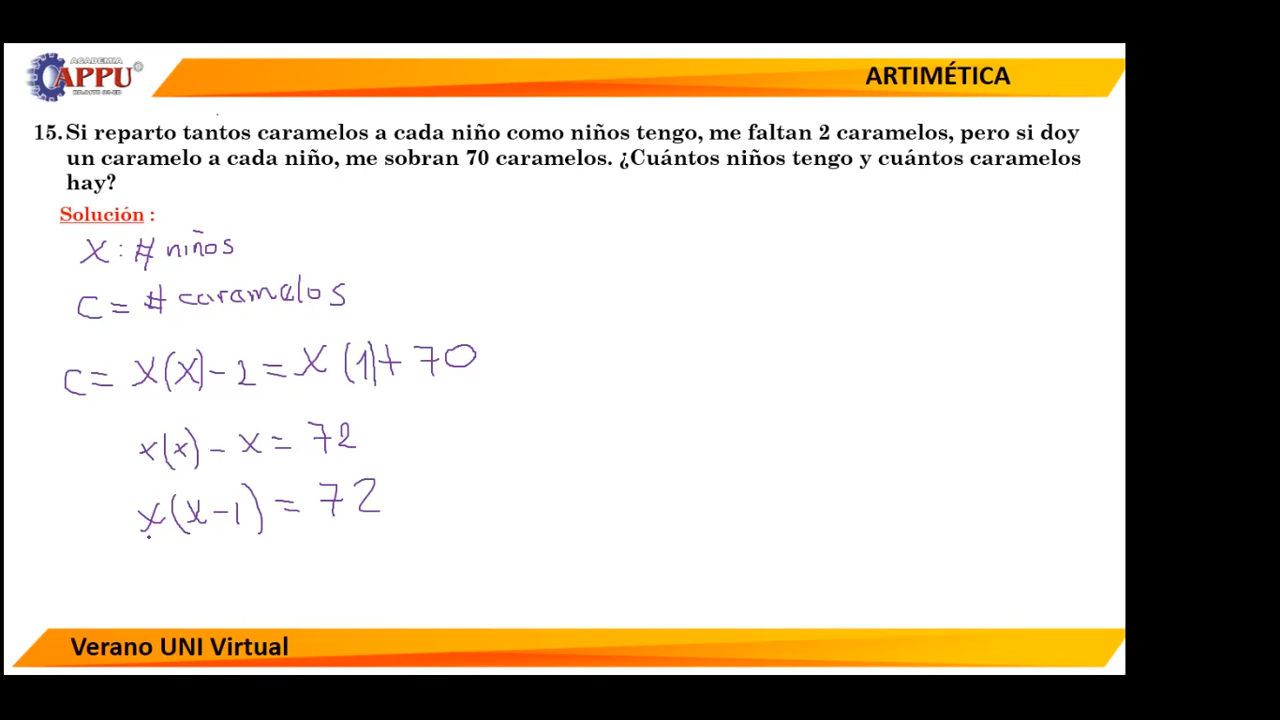 ACADEMIA
APPU
ARTIMÉTICA
15. Si reparto tantos caramelos a cada niño como niños tengo, me faltan 2 caramelos, pero si doy
un caramelo a cada niño, me sobran 70 caramelos. ¿Cuántos niños tengo y cuántos caramelos
hay?
Solución :
X : # niños
C = # caramelos
C = X(X) - 2 = X(1) + 70
x(x) - x = 72
x(x-1) = 72
Verano UNI Virtual